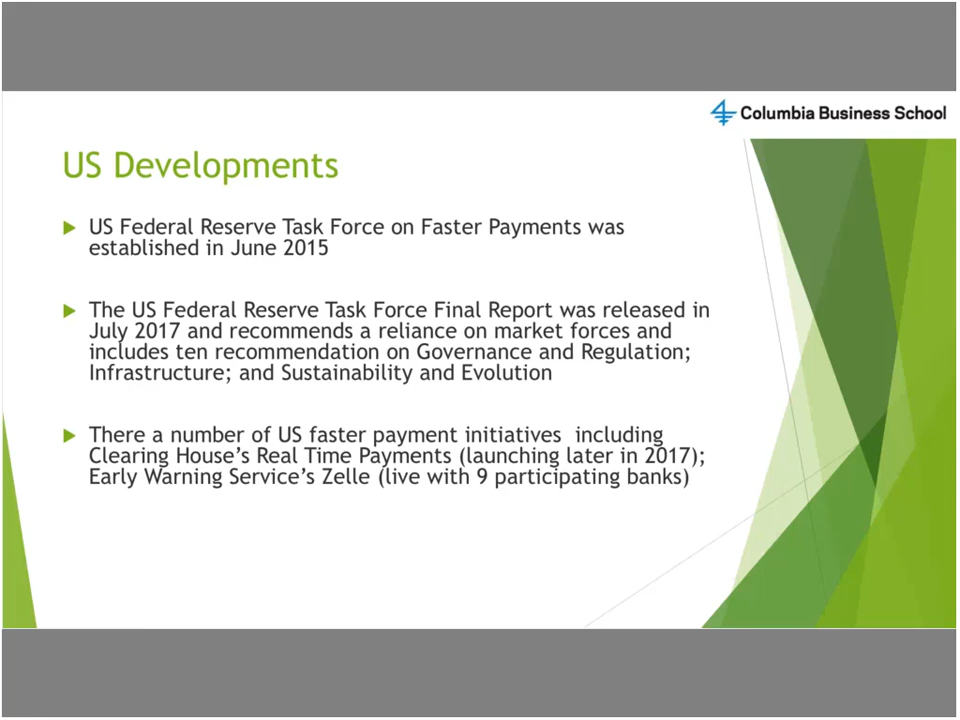 Columbia Business School
US Developments
US Federal Reserve Task Force on Faster Payments was
established in June 2015
The US Federal Reserve Task Force Final Report was released in
July 2017 and recommends a reliance on market forces and
includes ten recommendation on Governance and Regulation;
Infrastructure; and Sustainability and Evolution
There a number of US faster payment initiatives  including
Clearing House’s Real Time Payments (launching later in 2017);
Early Warning Service’s Zelle (live with 9 participating banks)